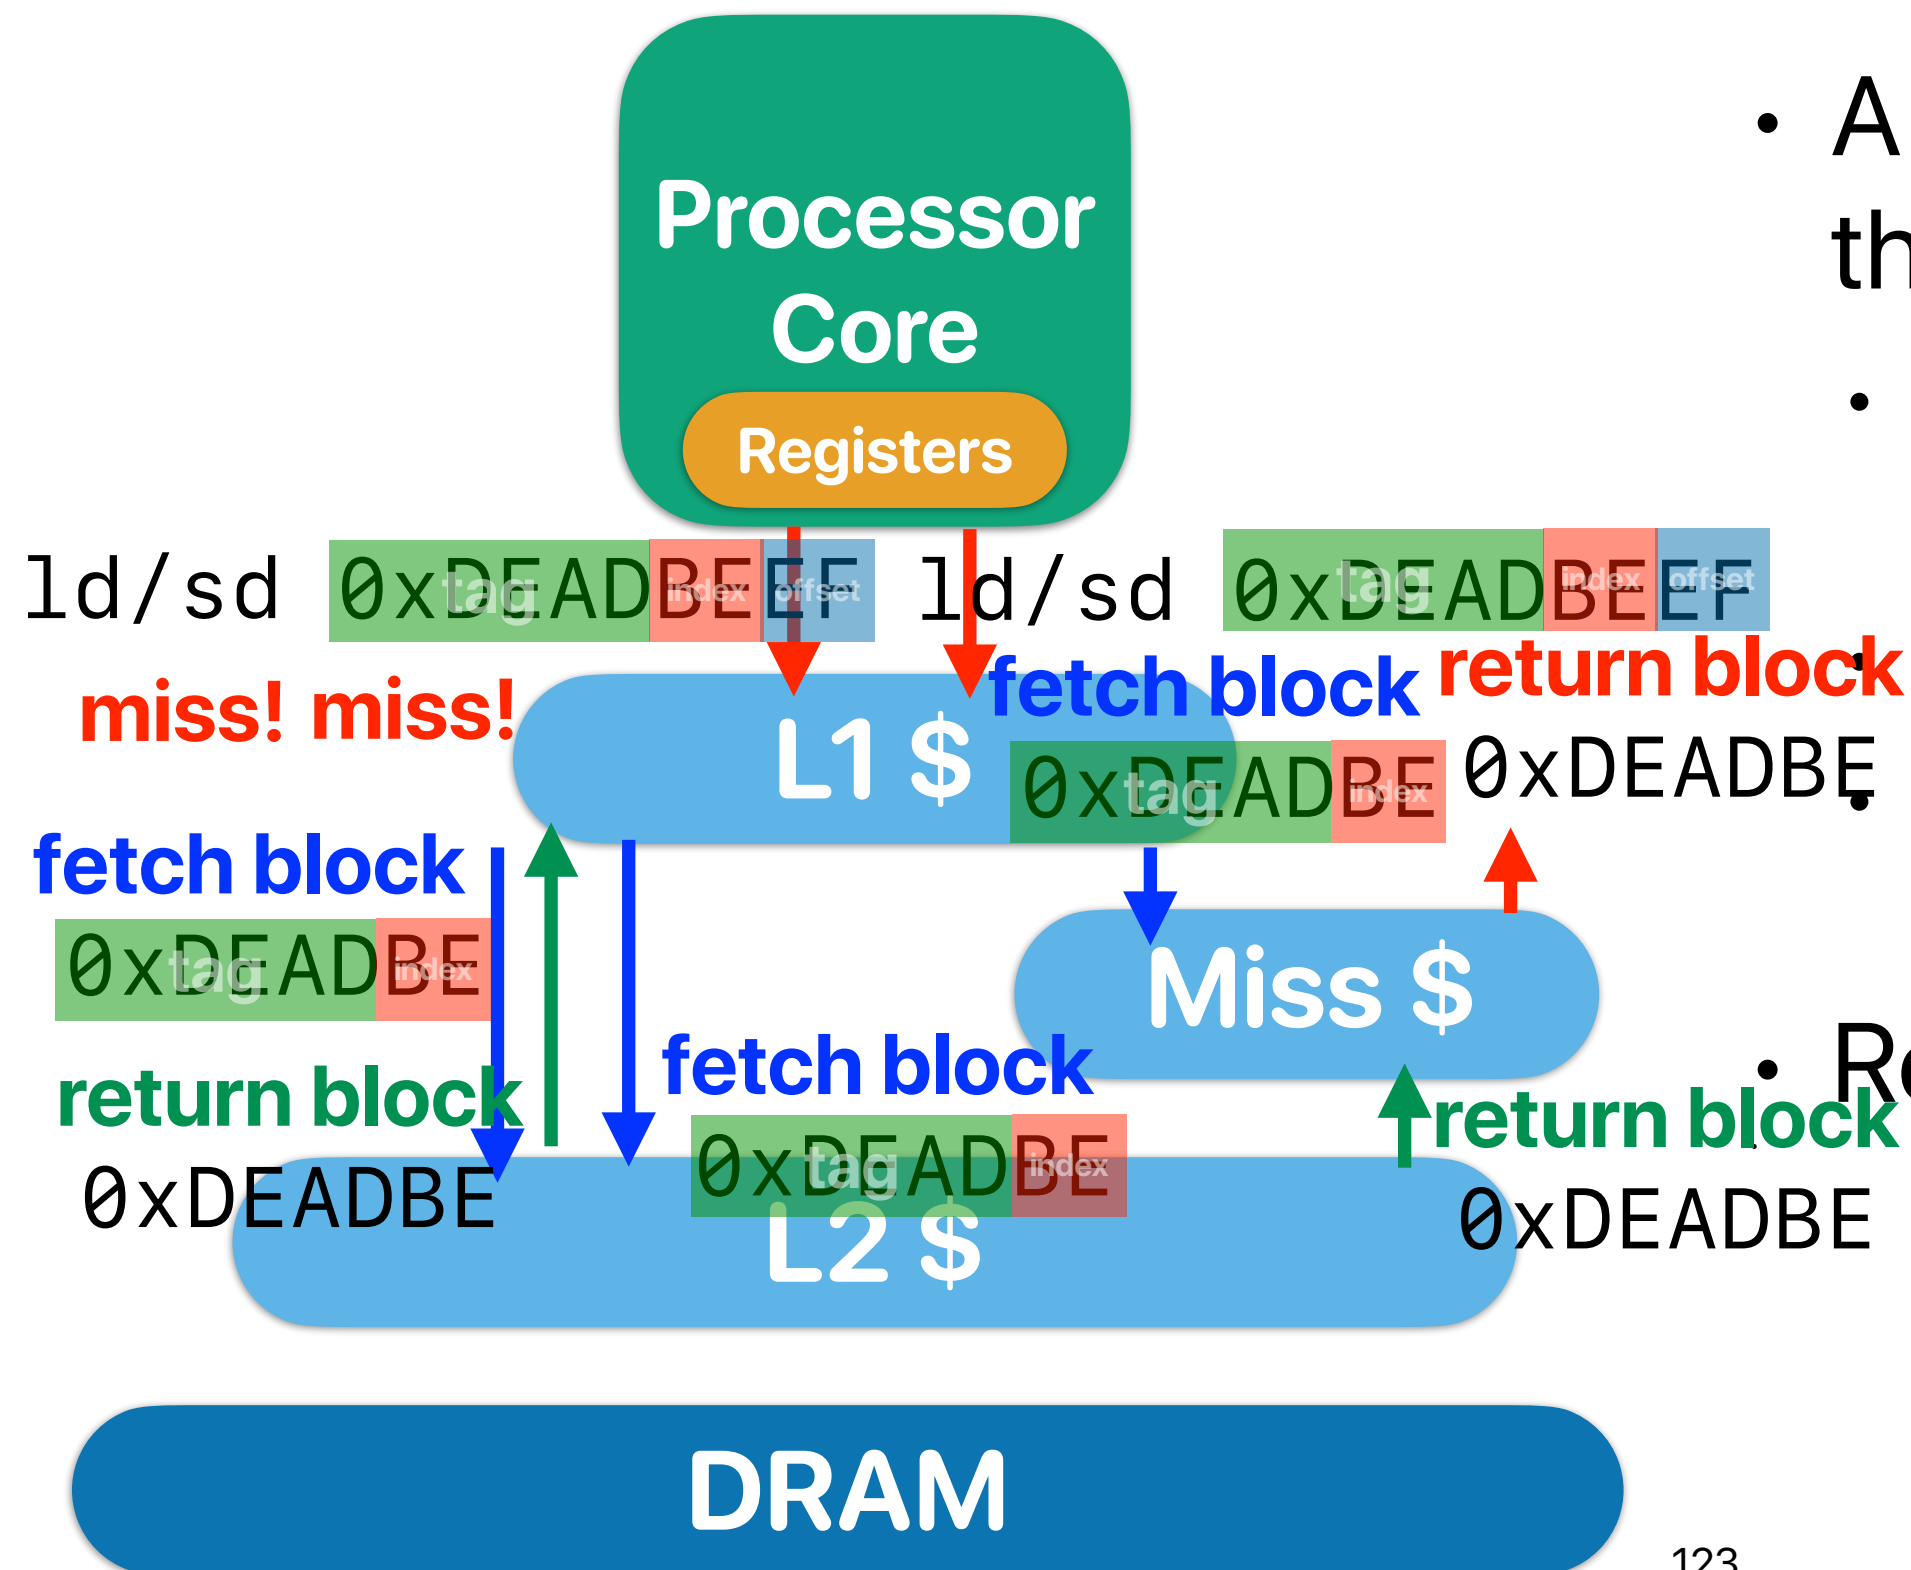 Processor
Core
Registers
• A
th
•
ld/sd 0xDEADBEEF
tag index offset
ld/sd 0xDEADBEEF
tag index offset
miss! miss!
L1 $
fetch block
0xDEADBE
tag index
return block
0xDEADBE
•
•
fetch block
0xDEADBE
tag index
return block
0xDEADBE
Miss $
fetch block
0xDEADBE
tag index
L2 $
• Re
return block
0xDEADBE
DRAM
123